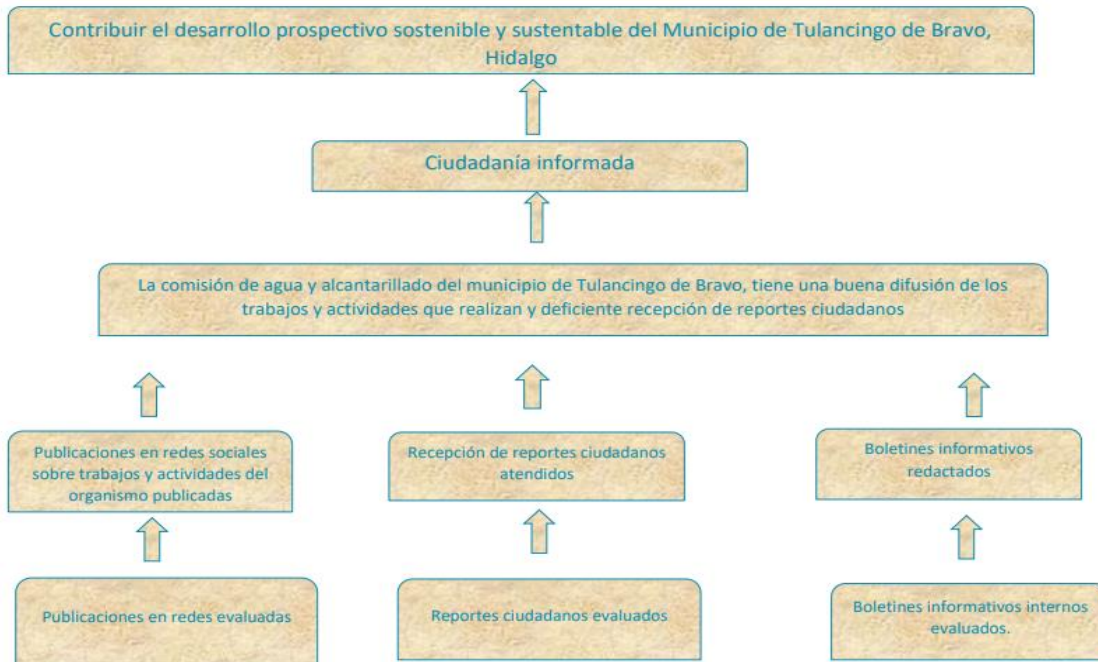 Contribuir el desarrollo prospectivo sostenible y sustentable del Municipio de Tulancingo de Bravo,
Hidalgo
Ciudadanía informada
La comisión de agua y alcantarillado del municipio de Tulancingo de Bravo, tiene una buena difusión de los
trabajos y actividades que realizan y deficiente recepción de reportes ciudadanos
Publicaciones en redes sociales
sobre trabajos y actividades del
organismo publicadas
Recepción de reportes ciudadanos
atendidos
Boletines informativos
redactados
Publicaciones en redes evaluadas
Reportes ciudadanos evaluados
Boletines informativos internos
evaluados.